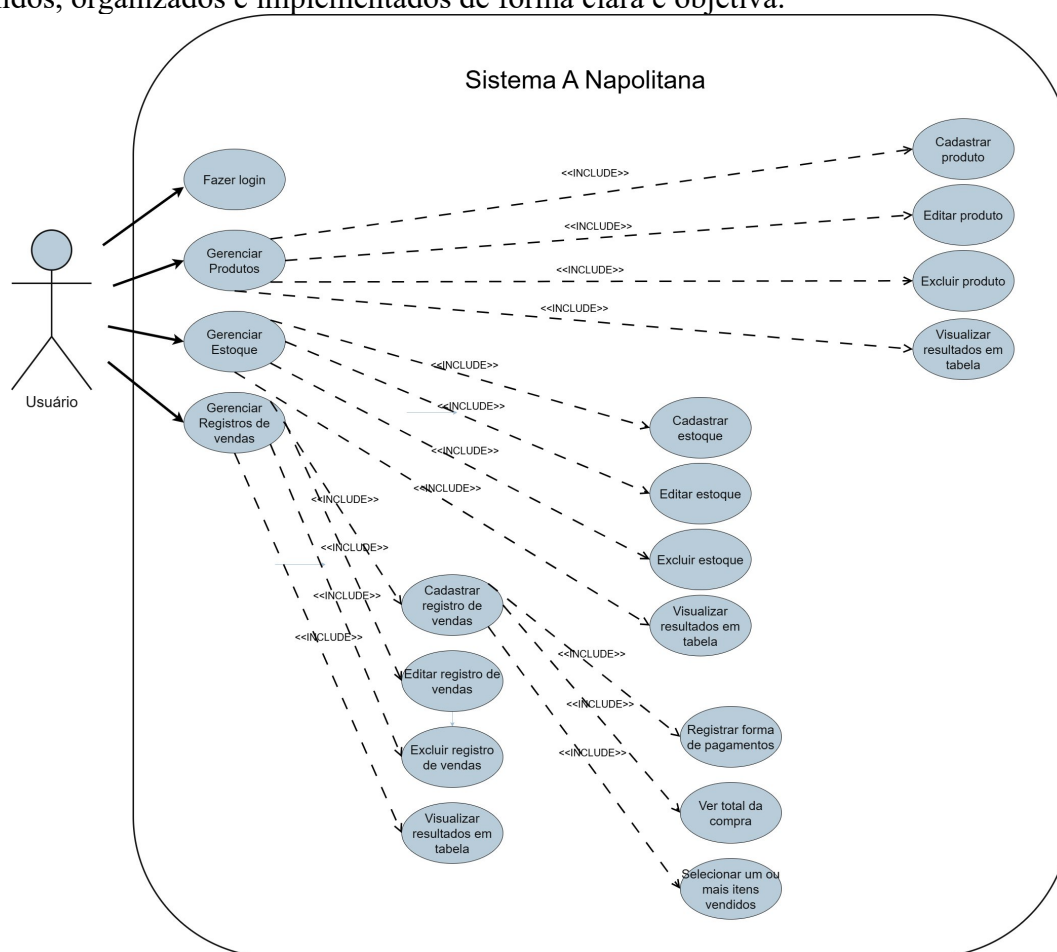 idos, organizados e implementados de forma clara e objetiva.
Sistema A Napolitana
Usuário
Fazer login
Gerenciar
Produtos
Gerenciar
Estoque
Gerenciar
Registros de
vendas
<<INCLUDE>>
<<INCLUDE>>
<<INCLUDE>>
<<INCLUDE>>
Cadastrar
produto
Editar produto
Excluir produto
Visualizar
resultados em
tabela
<<INCLUDE>>
<<INCLUDE>>
<<INCLUDE>>
<<INCLUDE>>
Cadastrar
estoque
Editar estoque
Excluir estoque
Visualizar
resultados em
tabela
<<INCLUDE>>
<<INCLUDE>>
<<INCLUDE>>
<<INCLUDE>>
Cadastrar
registro de
vendas
Editar registro de
vendas
Excluir registro
de vendas
Visualizar
resultados em
tabela
<<INCLUDE>>
<<INCLUDE>>
<<INCLUDE>>
Registrar forma
de pagamentos
Ver total da
compra
Selecionar um ou
mais itens
vendidos